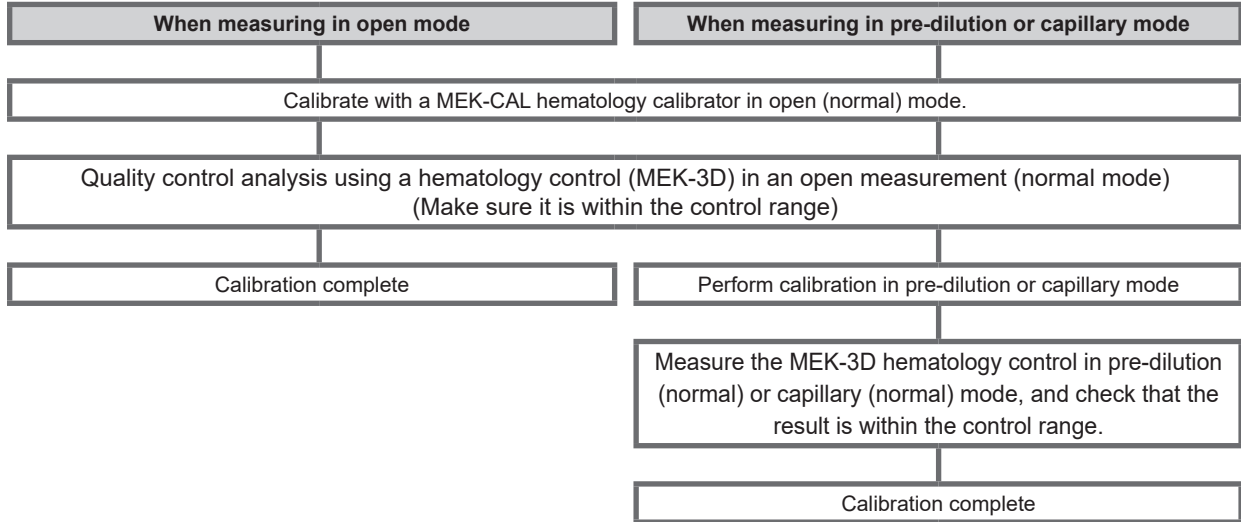 When measuring in open mode
When measuring in pre-dilution or capillary mode
Calibrate with a MEK-CAL hematology calibrator in open (normal) mode.
Quality control analysis using a hematology control (MEK-3D) in an open measurement (normal mode)
(Make sure it is within the control range)
Calibration complete
Perform calibration in pre-dilution or capillary mode
Measure the MEK-3D hematology control in pre-dilution
(normal) or capillary (normal) mode, and check that the
result is within the control range.
Calibration complete